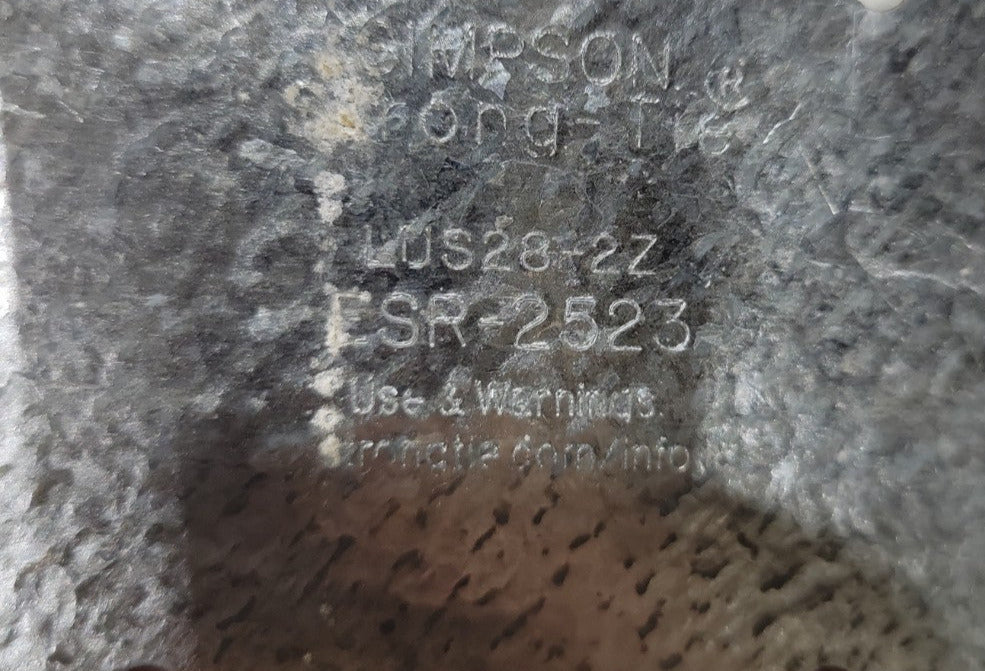 SIMPSON
Strong-Tie®
LUS28-2Z
ESR-2523
Use & Warnings.
strongtie.com/info